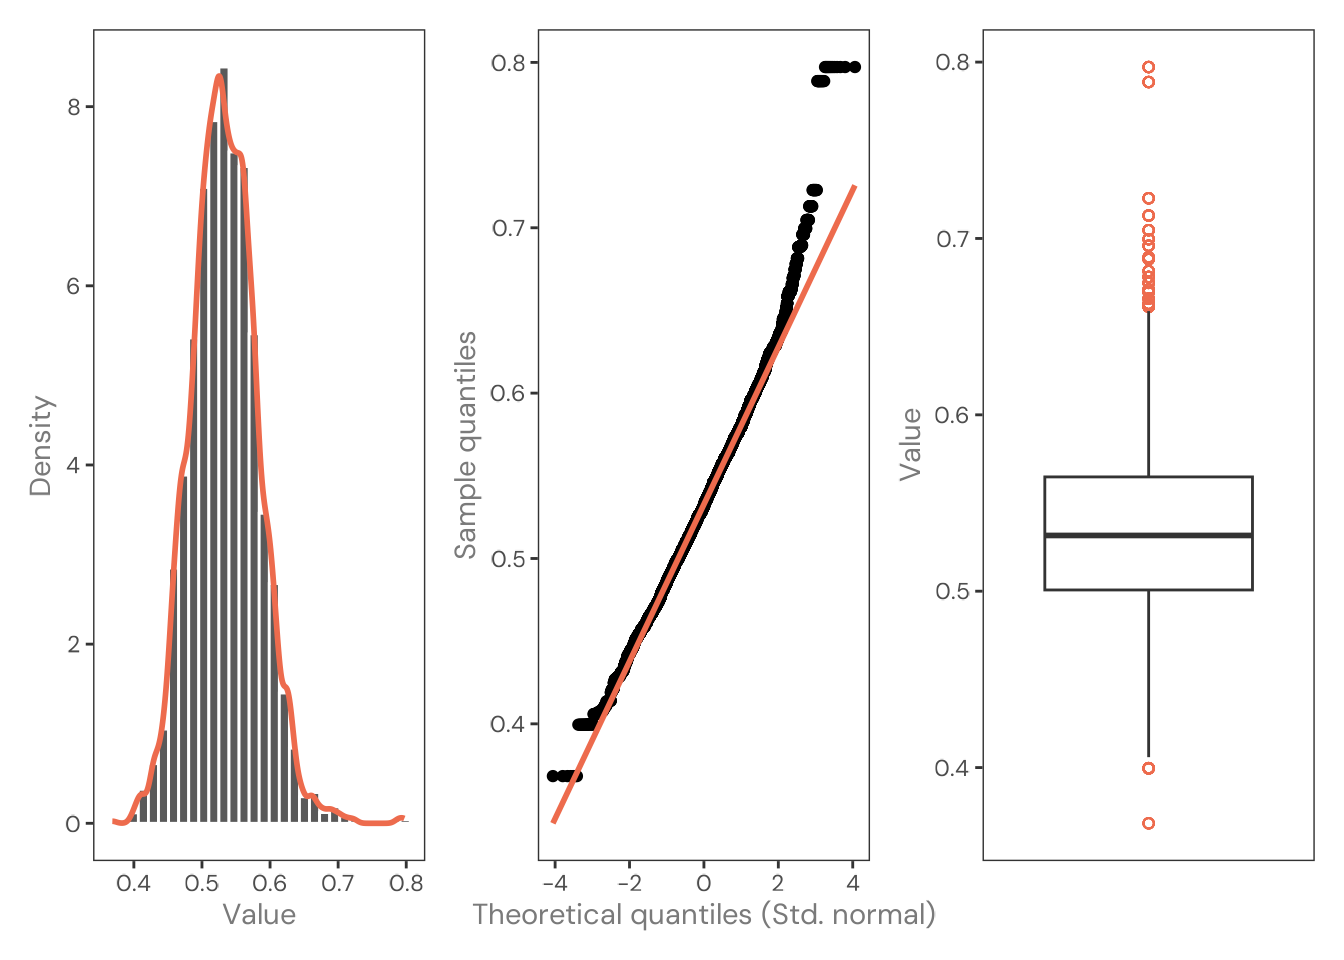 Density
8
6
4
2
0
0.4 0.5 0.6 0.7 0.8
Value
Sample quantiles
0.8
0.7
0.6
0.5
0.4
−4 −2 0 2 4
Theoretical quantiles (Std. normal)
Value
0.8
0.7
0.6
0.5
0.4